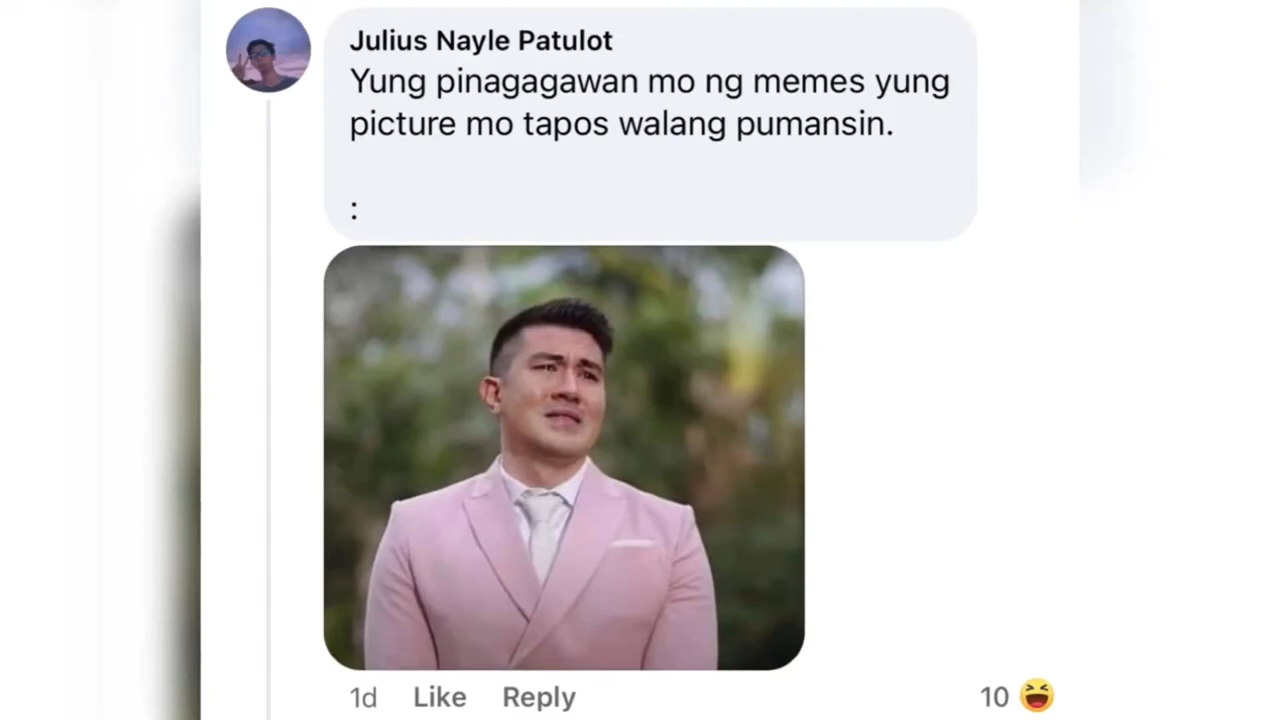 Julius Nayle Patulot
Yung pinagagawan mo ng memes yung
picture mo tapos walang pumansin.
:
1d Like Reply 10